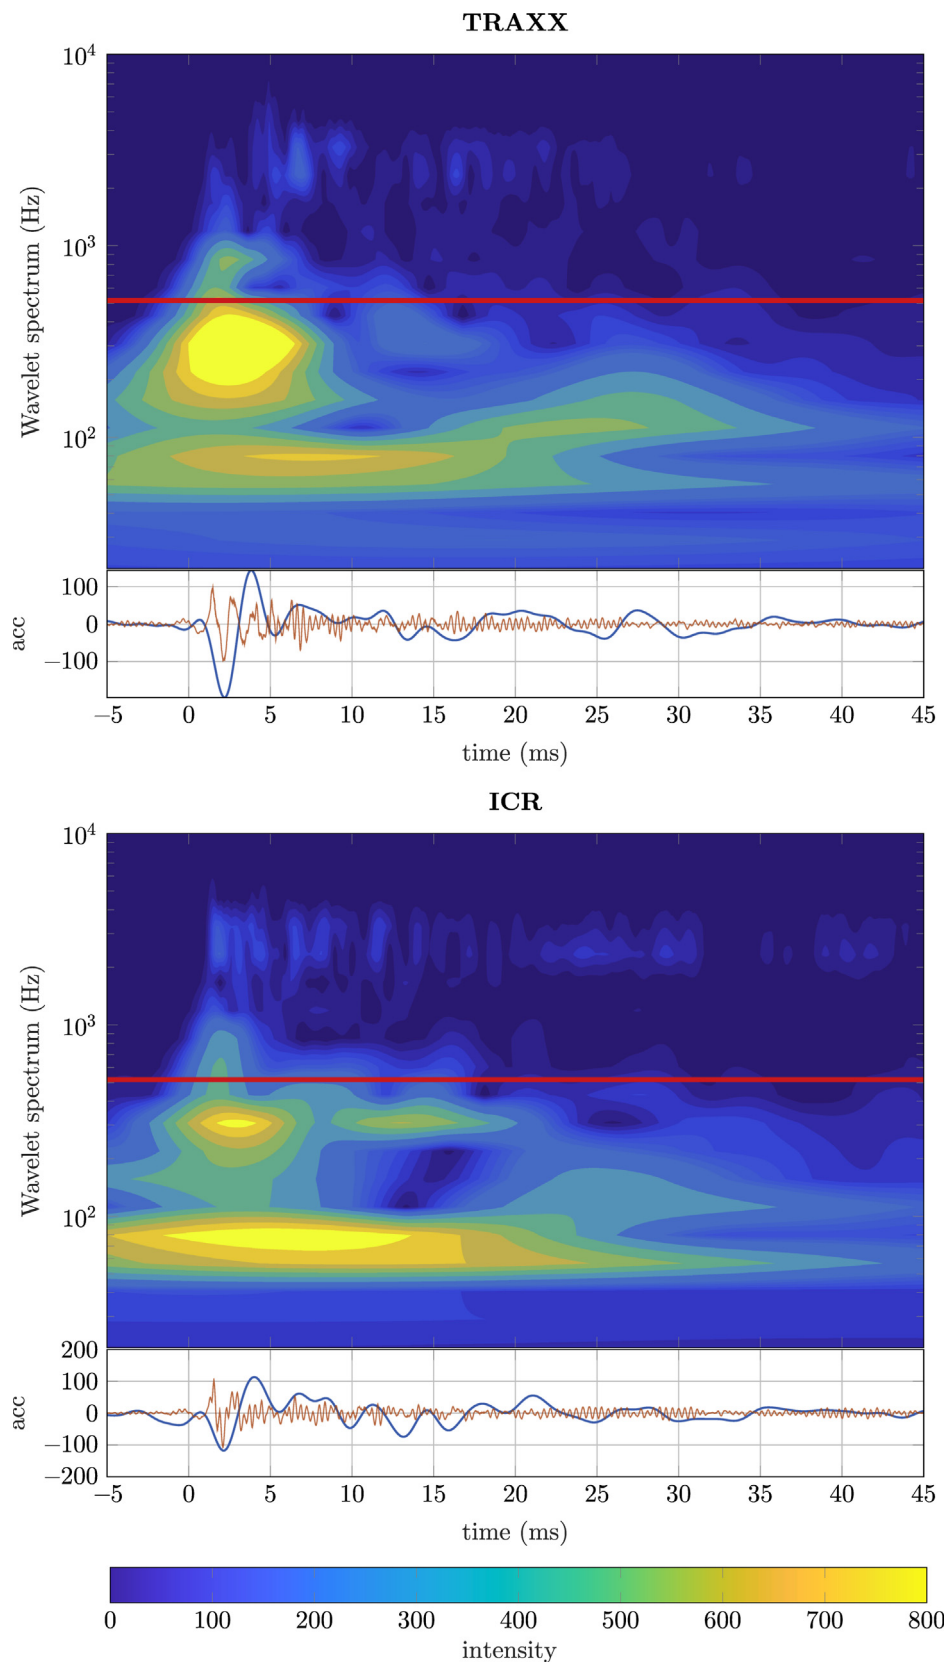 TRAXX
10^4
10^3
10^2
Wavelet spectrum (Hz)
100
0
−100
acc
−5 0 5 10 15 20 25 30 35 40 45
time (ms)
ICR
10^4
10^3
10^2
Wavelet spectrum (Hz)
200
100
0
−100
−200
acc
−5 0 5 10 15 20 25 30 35 40 45
time (ms)
0 100 200 300 400 500 600 700 800
intensity